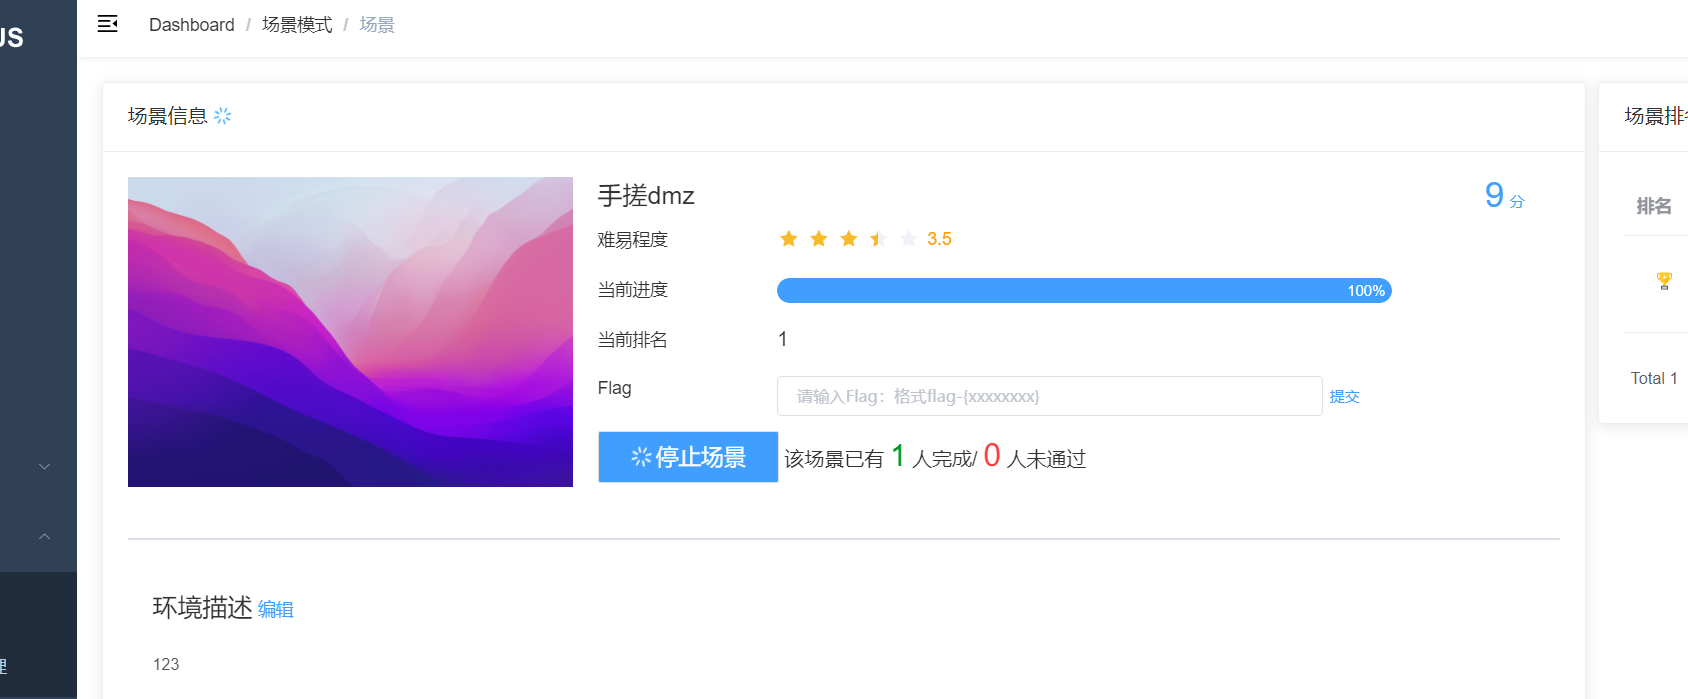 JS
Dashboard / 场景模式 / 场景
场景信息
手搓dmz
9 分
难易程度
3.5
当前进度
100%
当前排名
1
Flag
请输入Flag：格式flag-{xxxxxxxx}
提交
停止场景 该场景已有 1 人完成/ 0 人未通过
环境描述 编辑
123
场景排
排名
Total 1
理